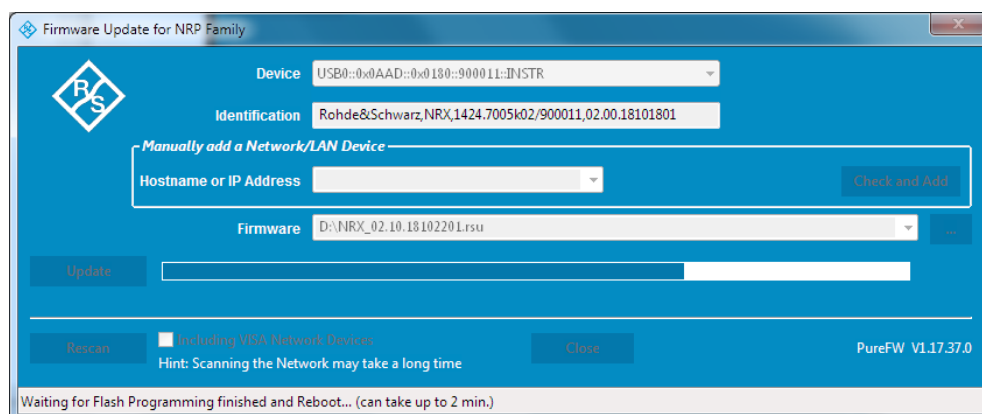 Firmware Update for NRP Family
x
R
S
Device USB0::0x0AAD::0x0180::900011::INSTR
Identification Rohde&Schwarz,NRX,1424.7005k02/900011,02.00.18101801
Manually add a Network/LAN Device
Hostname or IP Address Check and Add
Firmware D:\NRX_02.10.18102201.rsu ...
Update
Rescan Including VISA Network Devices Close PureFW V1.17.37.0
Hint: Scanning the Network may take a long time
Waiting for Flash Programming finished and Reboot... (can take up to 2 min.)